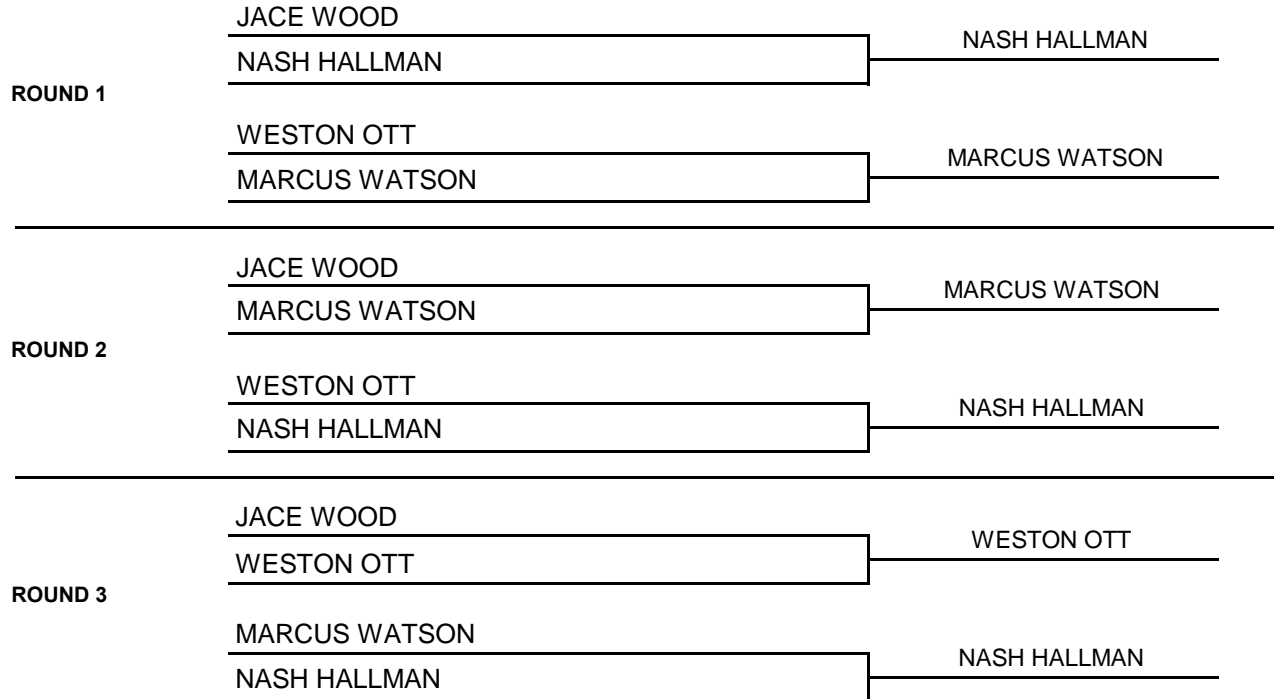 JACE WOOD
NASH HALLMAN
NASH HALLMAN
ROUND 1
WESTON OTT
MARCUS WATSON
MARCUS WATSON
JACE WOOD
MARCUS WATSON
MARCUS WATSON
ROUND 2
WESTON OTT
NASH HALLMAN
NASH HALLMAN
JACE WOOD
WESTON OTT
WESTON OTT
ROUND 3
MARCUS WATSON
NASH HALLMAN
NASH HALLMAN